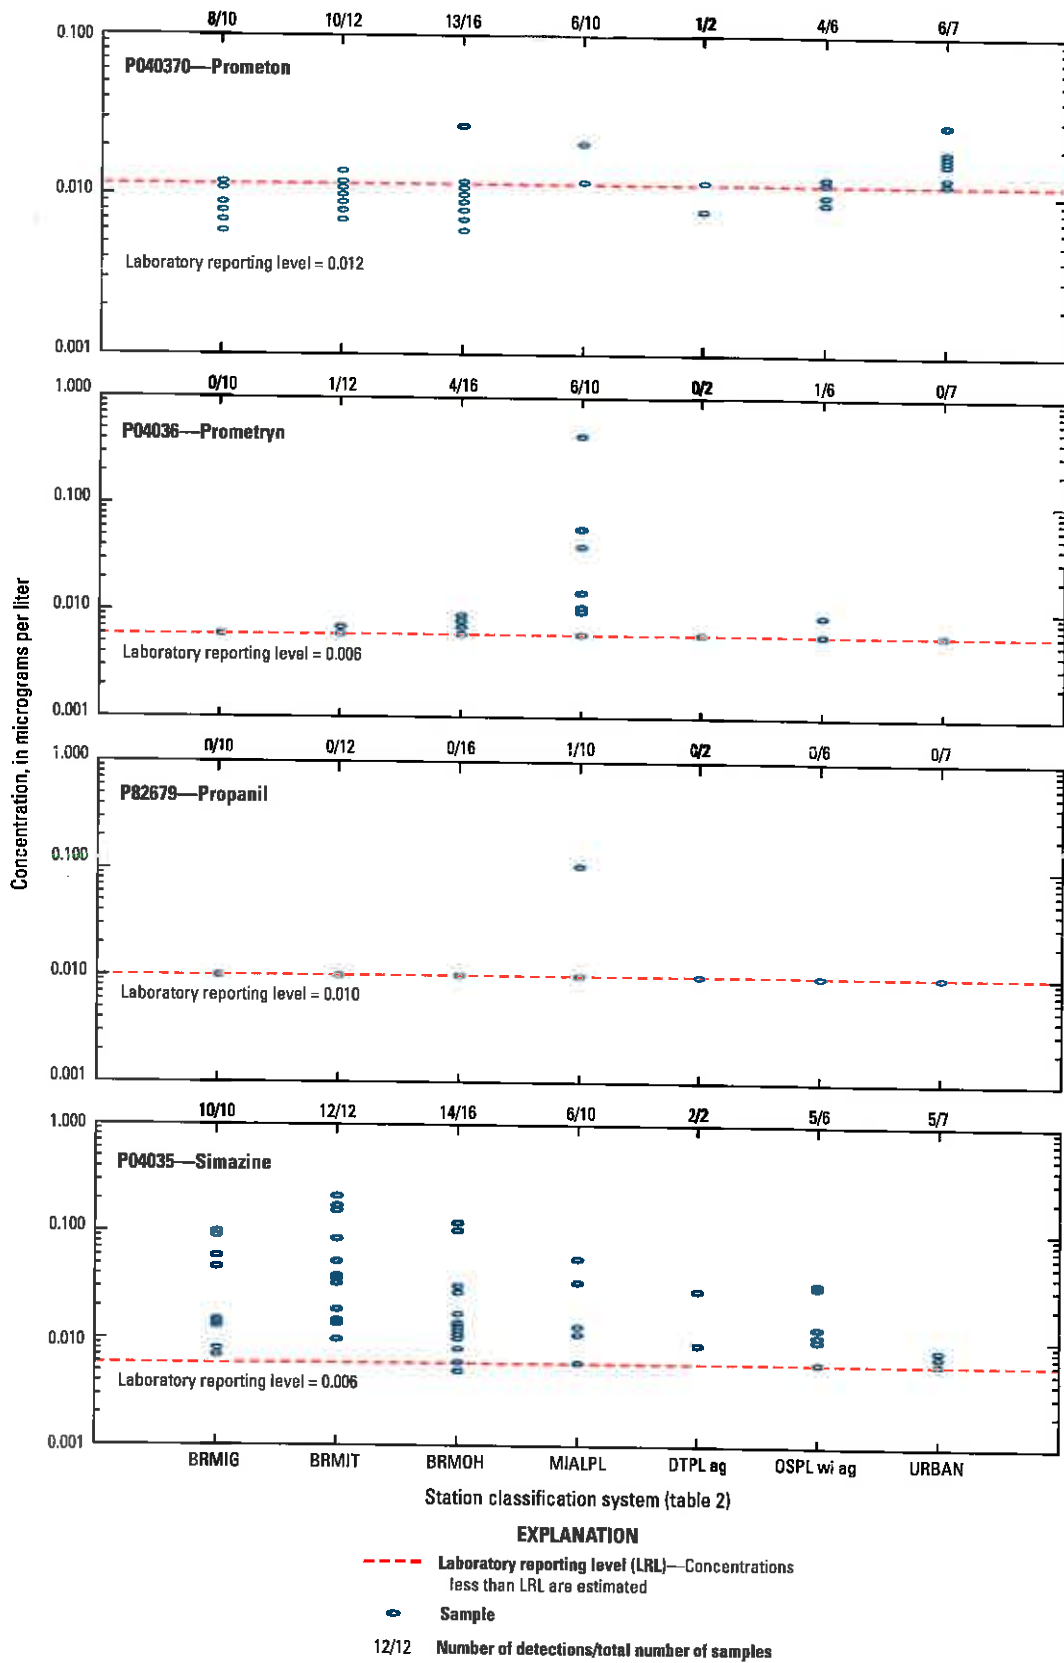 8/10 10/12 13/16 6/10 1/2 4/6 6/7
0.100
P040370—Prometon
0.010
Laboratory reporting level = 0.012
0.001
0/10 1/12 4/16 6/10 0/2 1/6 0/7
1.000
P04036—Prometryn
0.100
0.010
Laboratory reporting level = 0.006
0.001
0/10 0/12 0/16 1/10 0/2 0/6 0/7
1.000
P82679—Propanil
0.100
0.010
Laboratory reporting level = 0.010
0.001
10/10 12/12 14/16 6/10 2/2 5/6 5/7
1.000
P04035—Simazine
0.100
0.010
Laboratory reporting level = 0.006
0.001
Concentration, in micrograms per liter
BRMIG BRMIT BRMOH MIALPL DTPL ag OSPL wi ag URBAN
Station classification system (table 2)
EXPLANATION
Laboratory reporting level (LRL)—Concentrations
less than LRL are estimated
Sample
12/12 Number of detections/total number of samples